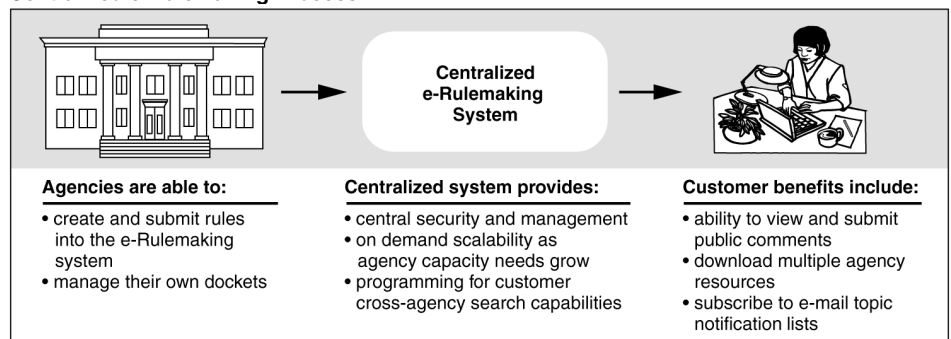 Centralized
e-Rulemaking
System
Agencies are able to:
• create and submit rules
into the e-Rulemaking
system
• manage their own dockets
Centralized system provides:
• central security and management
• on demand scalability as
agency capacity needs grow
• programming for customer
cross-agency search capabilities
Customer benefits include:
• ability to view and submit
public comments
• download multiple agency
resources
• subscribe to e-mail topic
notification lists